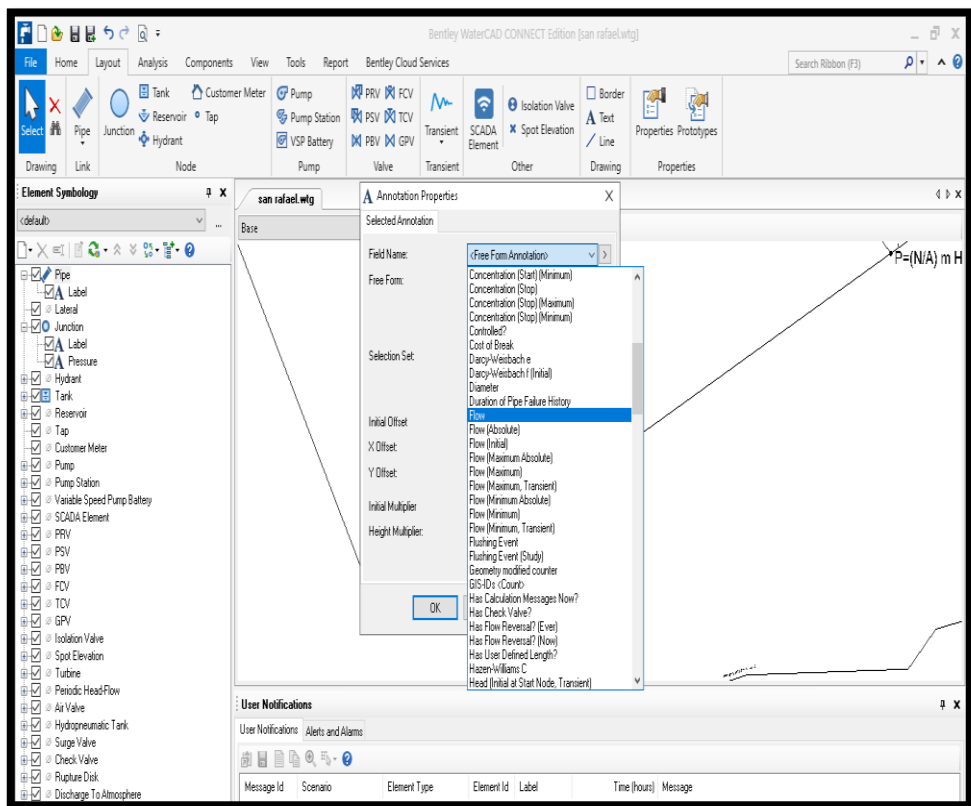 Bentley WaterCAD CONNECT Edition [san rafael.wtg]
File Home Layout Analysis Components View Tools Report Bentley Cloud Services Search Ribbon (F3)
Tank Customer Meter Pump PRV FCV Border
Reservoir Tap Pump Station PSV TCV Isolation Valve Text
Select Pipe Junction Hydrant VSP Battery PBV GPV Transient SCADA Element Spot Elevation Line Properties Prototypes
Drawing Link Node Pump Valve Transient Other Drawing Properties
Element Symbology
<default>
...
Pipe
Label
Lateral
Junction
Label
Pressure
Hydrant
Tank
Reservoir
Tap
Customer Meter
Pump
Pump Station
Variable Speed Pump Battery
SCADA Element
PRV
PSV
PBV
FCV
TCV
GPV
Isolation Valve
Spot Elevation
Turbine
Periodic Head-Flow
Air Valve
Hydropneumatic Tank
Surge Valve
Check Valve
Rupture Disk
Discharge To Atmosphere
san rafael.wtg
Base
P=(N/A) m H
A Annotation Properties X
Selected Annotation
Field Name: <Free Form Annotation> >
Free Form:
Selection Set:
Initial Offset
X Offset:
Y Offset:
Initial Multiplier
Height Multiplier:
OK
Concentration (Start) (Minimum)
Concentration (Stop)
Concentration (Stop) (Maximum)
Concentration (Stop) (Minimum)
Controlled?
Cost of Break
Darcy-Weisbach e
Darcy-Weisbach f (Initial)
Diameter
Duration of Pipe Failure History
Flow
Flow (Absolute)
Flow (Initial)
Flow (Maximum Absolute)
Flow (Maximum)
Flow (Maximum, Transient)
Flow (Minimum Absolute)
Flow (Minimum)
Flow (Minimum, Transient)
Flushing Event
Flushing Event (Study)
Geometry modified counter
GIS-IDs <Count>
Has Calculation Messages Now?
Has Check Valve?
Has Flow Reversal? (Ever)
Has Flow Reversal? (Now)
Has User Defined Length?
Hazen-Williams C
Head (Initial at Start Node, Transient)
User Notifications
User Notifications Alerts and Alarms
Message Id Scenario Element Type Element Id Label Time (hours) Message